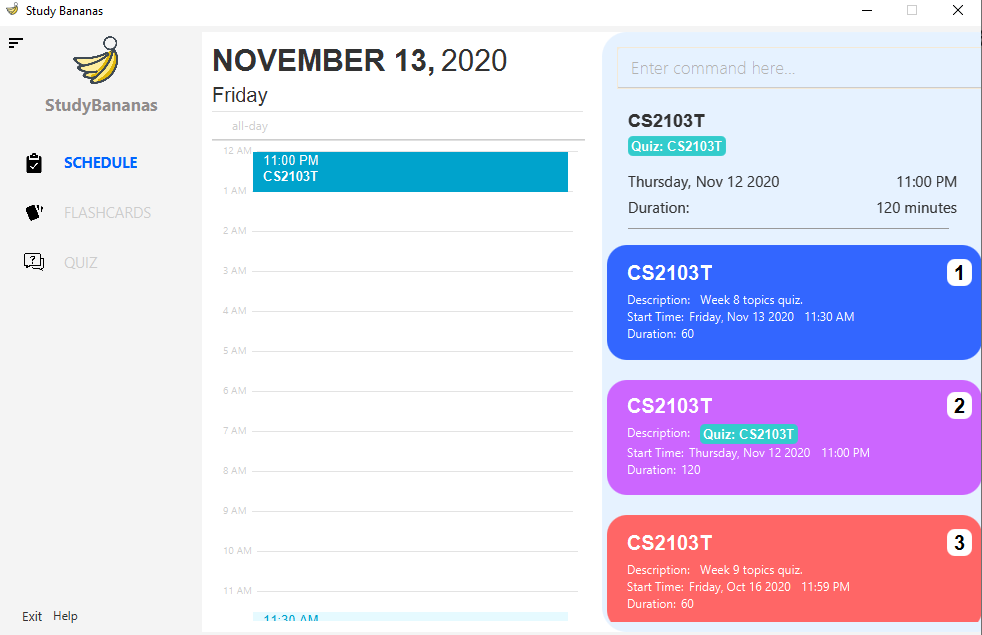 Study Bananas
StudyBananas
SCHEDULE
FLASHCARDS
QUIZ
Exit Help
NOVEMBER 13, 2020
Friday
all-day
12 AM
11:00 PM
CS2103T
1 AM
2 AM
3 AM
4 AM
5 AM
6 AM
7 AM
8 AM
9 AM
10 AM
11 AM
11:30 AM
Enter command here...
CS2103T
Quiz: CS2103T
Thursday, Nov 12 2020 11:00 PM
Duration: 120 minutes
CS2103T 1
Description: Week 8 topics quiz.
Start Time: Friday, Nov 13 2020 11:30 AM
Duration: 60
CS2103T 2
Description: Quiz: CS2103T
Start Time: Thursday, Nov 12 2020 11:00 PM
Duration: 120
CS2103T 3
Description: Week 9 topics quiz.
Start Time: Friday, Oct 16 2020 11:59 PM
Duration: 60